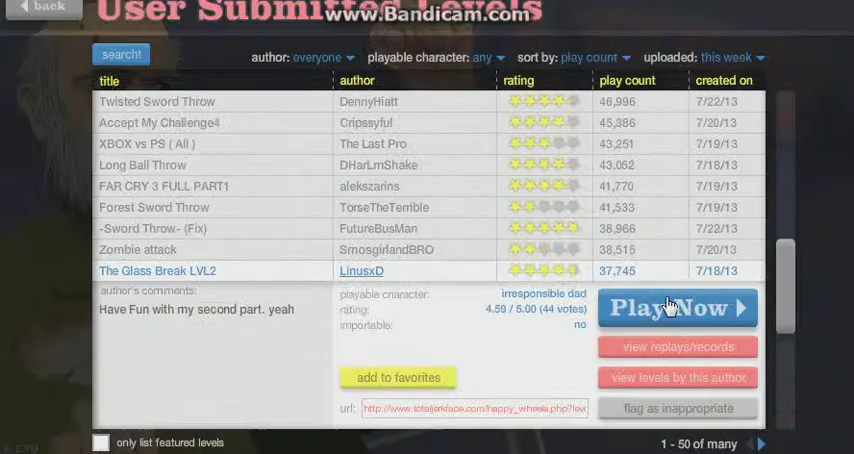 back
User Submitted Levels
www.Bandicam.com
search!
author: everyone playable character: any sort by: play count uploaded: this week
title author rating play count created on
Twisted Sword Throw DennyHiatt 46,996 7/22/13
Accept My Challenge4 Cripssyful 45,386 7/20/13
XBOX vs PS ( All ) The Last Pro 43,251 7/19/13
Long Ball Throw DHarLmShake 43,052 7/18/13
FAR CRY 3 FULL PART1 alekszarins 41,770 7/19/13
Forest Sword Throw TorseTheTerrible 41,533 7/19/13
-Sword Throw- (Fix) FutureBusMan 38,966 7/22/13
Zombie attack SmosgirlandBRO 38,515 7/22/13
The Glass Break LVL2 LinusxD 37,745 7/18/13
author's comments:
Have Fun with my second part. yeah
playable character: irresponsible dad
rating: 4.59 / 5.00 (44 votes)
importable: no
Play Now
view replays/records
add to favorites
view levels by this author
url: http://www.totaljerkface.com/happy_wheels.php?levi
flag as inappropriate
only list featured levels
1 - 50 of many